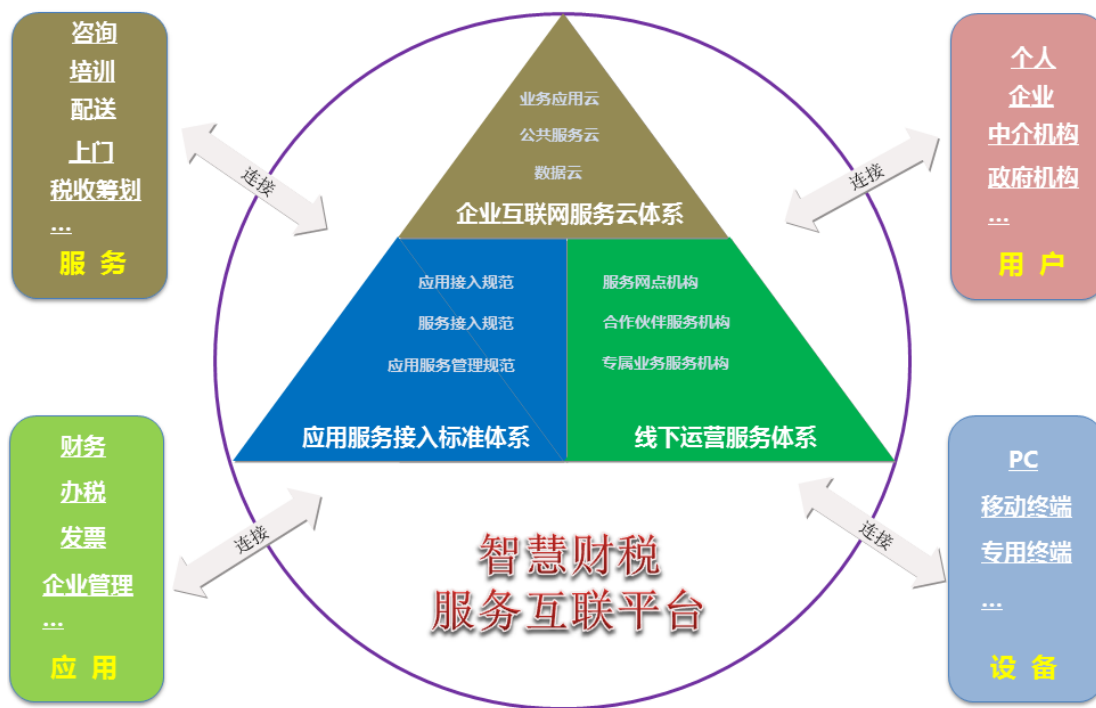 咨询
培训
配送
上门
税收筹划
...
服 务
连接
业务应用云
公共服务云
数据云
企业互联网服务云体系
连接
个人
企业
中介机构
政府机构
...
用 户
应用接入规范
服务接入规范
应用服务管理规范
应用服务接入标准体系
服务网点机构
合作伙伴服务机构
专属业务服务机构
线下运营服务体系
财务
办税
发票
企业管理
...
应 用
连接
智慧财税
服务互联平台
连接
PC
移动终端
专用终端
...
设 备